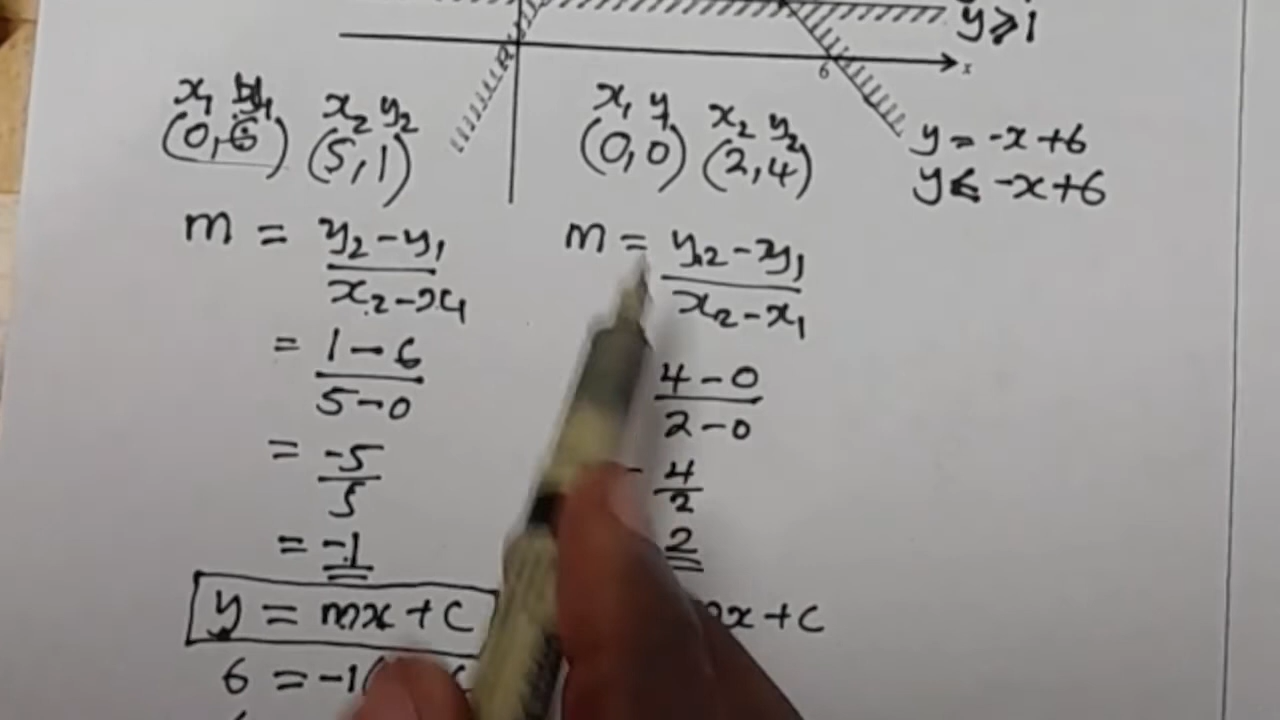 y ⩾ 1
x
6
x₁ y₁ x₂ y₂
(0, 6) (5, 1)
x₁ y x₂ y₂
(0, 0) (2, 4)
y = -x + 6
y ≤ -x + 6
m = y₂ - y₁
x₂ - x₁
= 1 - 6
5 - 0
= -5
5
= -1
y = mx + c
6 = -1(
m = y₂ - y₁
x₂ - x₁
4 - 0
2 - 0
4
2
2
x + c